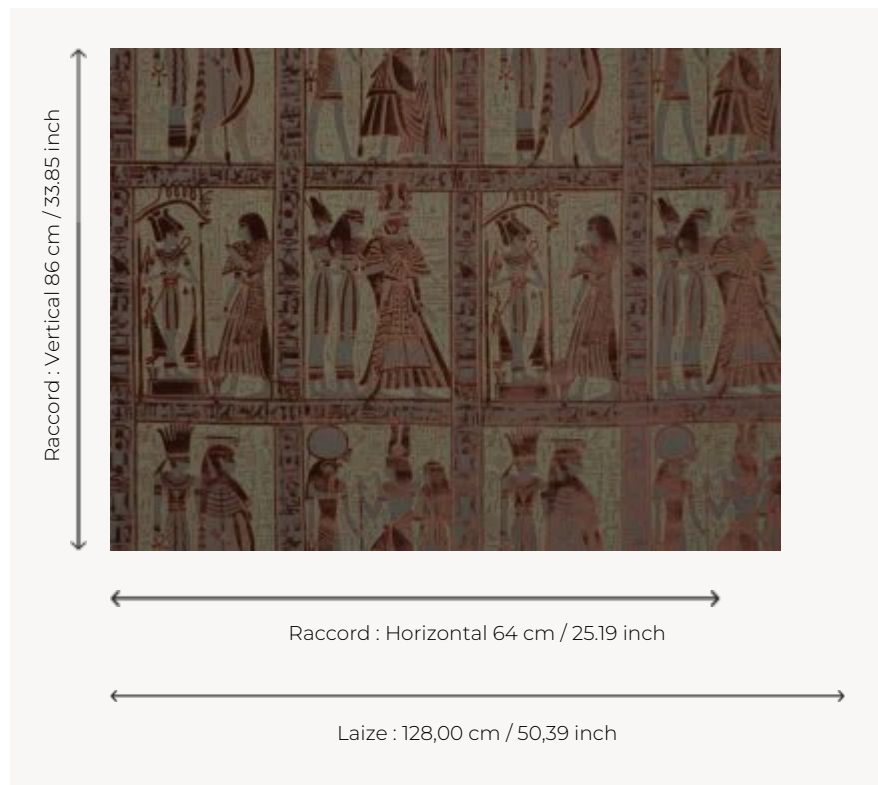 Raccord : Vertical 86 cm / 33.85 inch
Raccord : Horizontal 64 cm / 25.19 inch
Laize : 128,00 cm / 50,39 inch